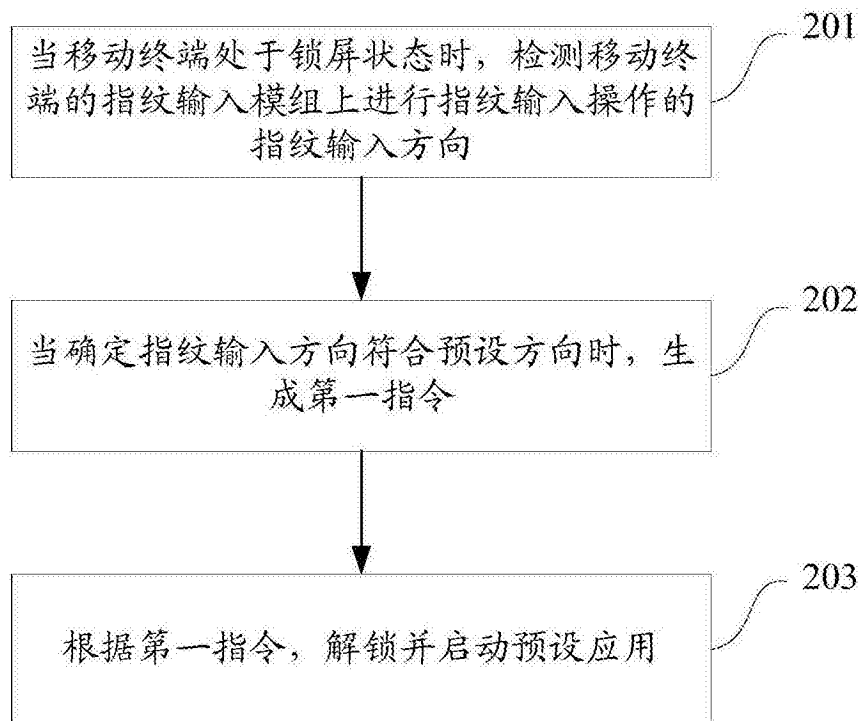 当移动终端处于锁屏状态时，检测移动终
端的指纹输入模组上进行指纹输入操作的
指纹输入方向
201
当确定指纹输入方向符合预设方向时，生
成第一指令
202
根据第一指令，解锁并启动预设应用
203